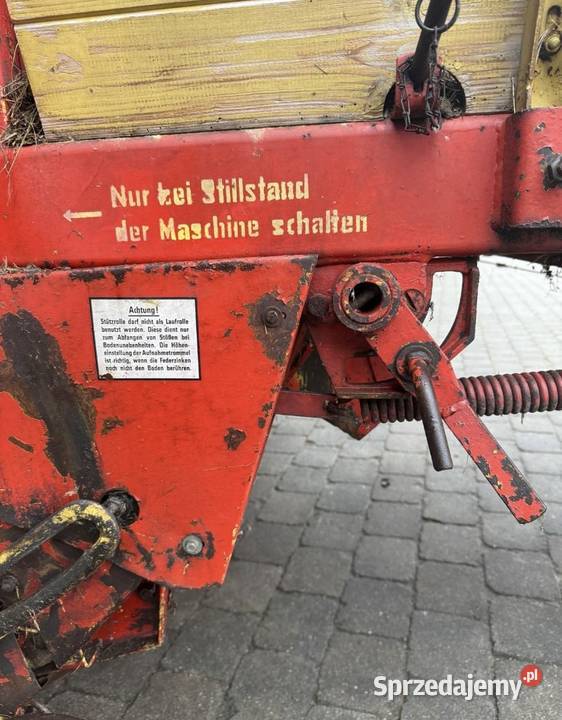 Nur bei Stillstand
der Maschine schalten
Achtung!
Stützrolle darf nicht als Laufrolle
benutzt werden. Diese dient nur
zum Abfangen von Stößen bei
Bodenunebenheiten. Die Höhen-
einstellung der Aufnahmetrommel
ist richtig, wenn die Federzinken
noch nicht den Boden berühren.
Sprzedajemy.pl